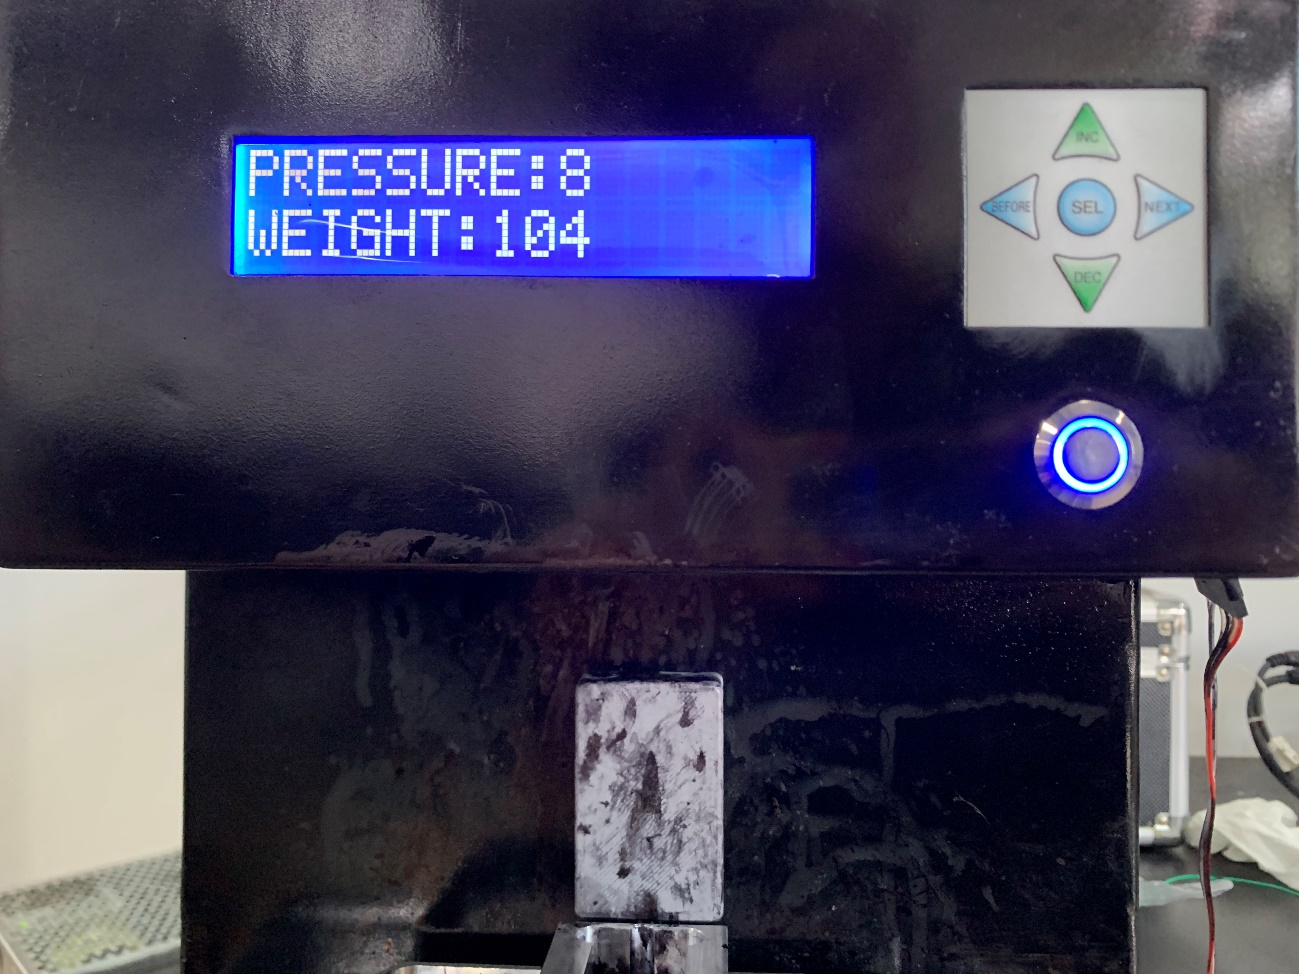 PRESSURE:8
WEIGHT:104
INC
BEFORE
SEL
NEXT
DEC